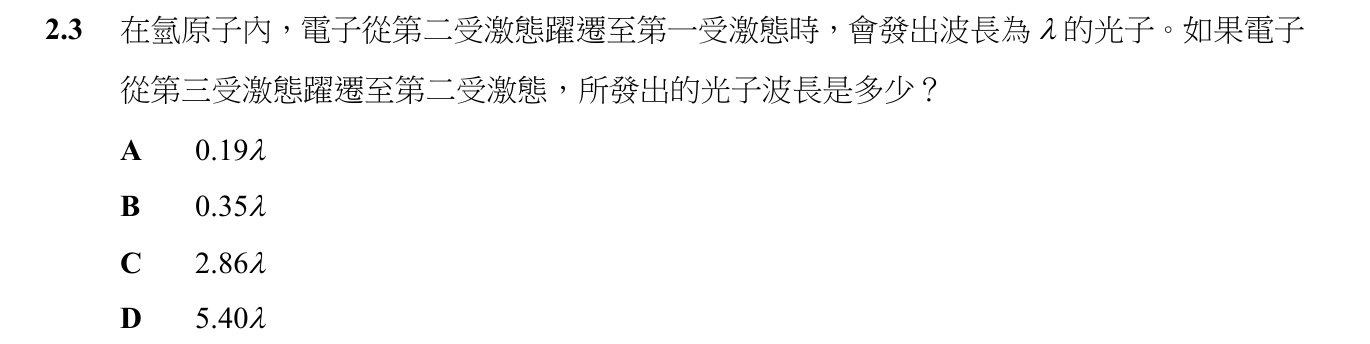 2.3 在氫原子內，電子從第二受激態躍遷至第一受激態時，會發出波長為 λ 的光子。如果電子
從第三受激態躍遷至第二受激態，所發出的光子波長是多少？
A 0.19λ
B 0.35λ
C 2.86λ
D 5.40λ